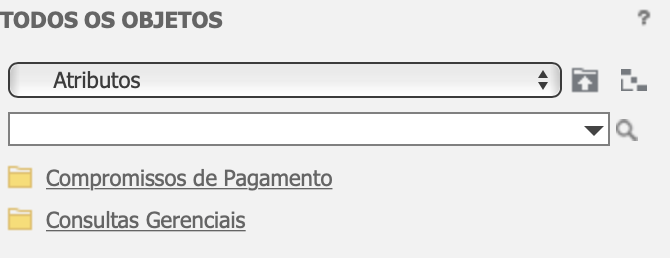 TODOS OS OBJETOS ?
Atributos
Compromissos de Pagamento
Consultas Gerenciais